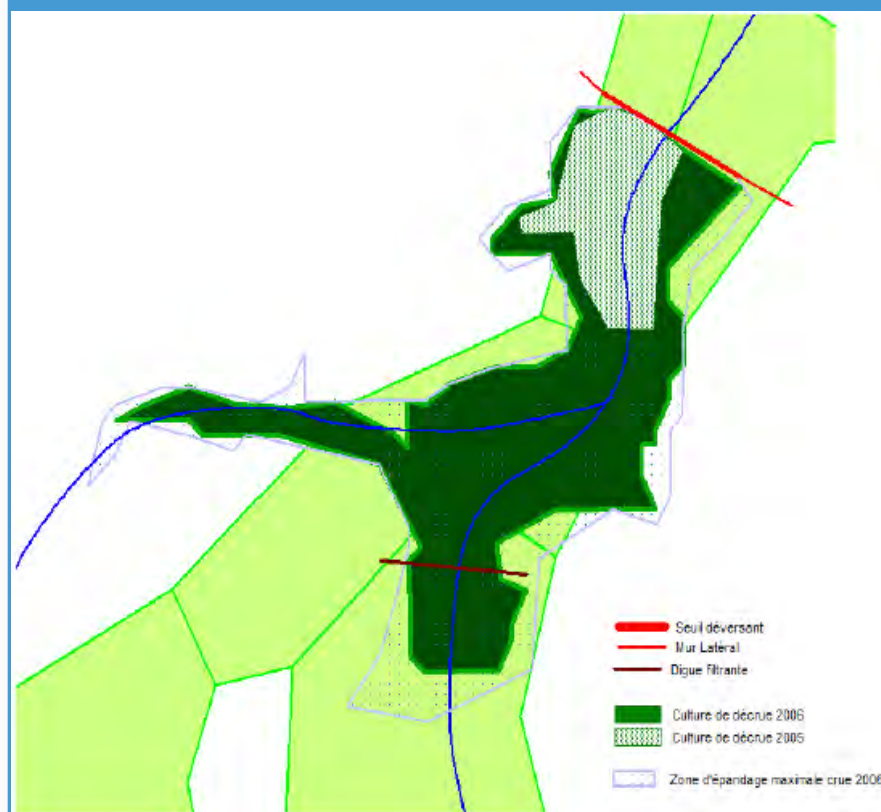 Seuil déversant
Mur Latéral
Digue filtrante
Culture de décrue 2006
Culture de décrue 2005
Zone d'épandage maximale crue 2006